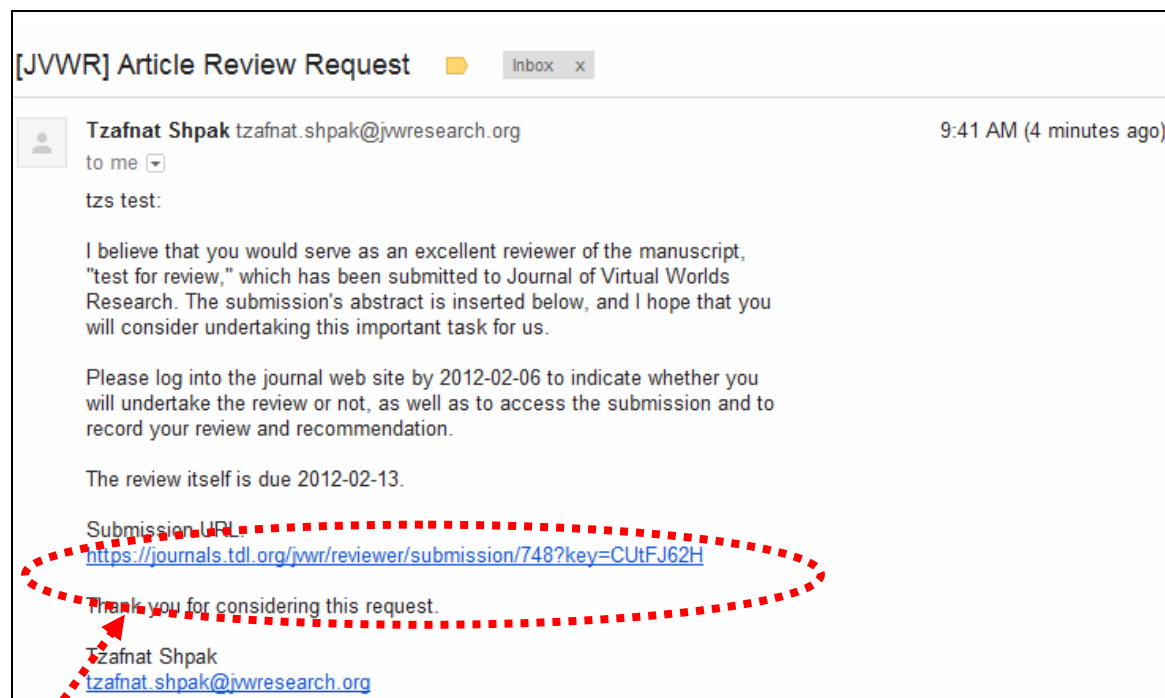 [JVWR] Article Review Request Inbox x
Tzafnat Shpak tzafnat.shpak@jvwresearch.org 9:41 AM (4 minutes ago)
to me
tzs test:
I believe that you would serve as an excellent reviewer of the manuscript,
"test for review," which has been submitted to Journal of Virtual Worlds
Research. The submission's abstract is inserted below, and I hope that you
will consider undertaking this important task for us.
Please log into the journal web site by 2012-02-06 to indicate whether you
will undertake the review or not, as well as to access the submission and to
record your review and recommendation.
The review itself is due 2012-02-13.
Submission URL:
https://journals.tdl.org/jvwr/reviewer/submission/748?key=CUtFJ62H
Thank you for considering this request.
Tzafnat Shpak
tzafnat.shpak@jvwresearch.org